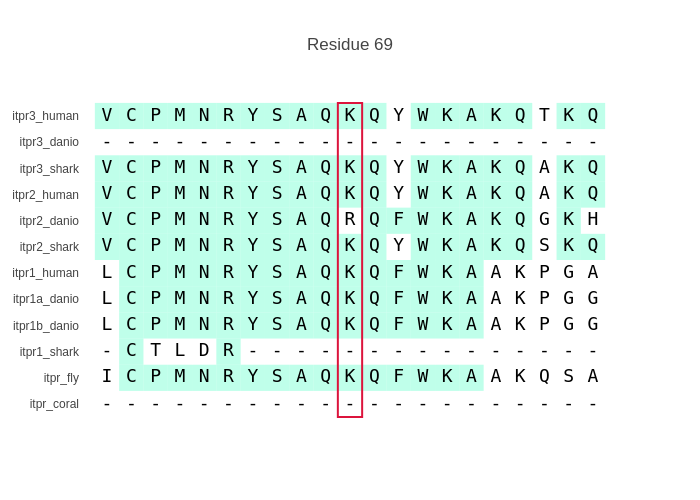 Residue 69
itpr3_human V C P M N R Y S A Q K Q Y W K A K Q T K Q
itpr3_danio - - - - - - - - - - - - - - - - - - - - -
itpr3_shark V C P M N R Y S A Q K Q Y W K A K Q A K Q
itpr2_human V C P M N R Y S A Q K Q Y W K A K Q A K Q
itpr2_danio V C P M N R Y S A Q R Q F W K A K Q G K H
itpr2_shark V C P M N R Y S A Q K Q Y W K A K Q S K Q
itpr1_human L C P M N R Y S A Q K Q F W K A A K P G A
itpr1a_danio L C P M N R Y S A Q K Q F W K A A K P G G
itpr1b_danio L C P M N R Y S A Q K Q F W K A A K P G G
itpr1_shark - C T L D R - - - - - - - - - - - - - - -
itpr_fly I C P M N R Y S A Q K Q F W K A A K Q S A
itpr_coral - - - - - - - - - - - - - - - - - - - - -